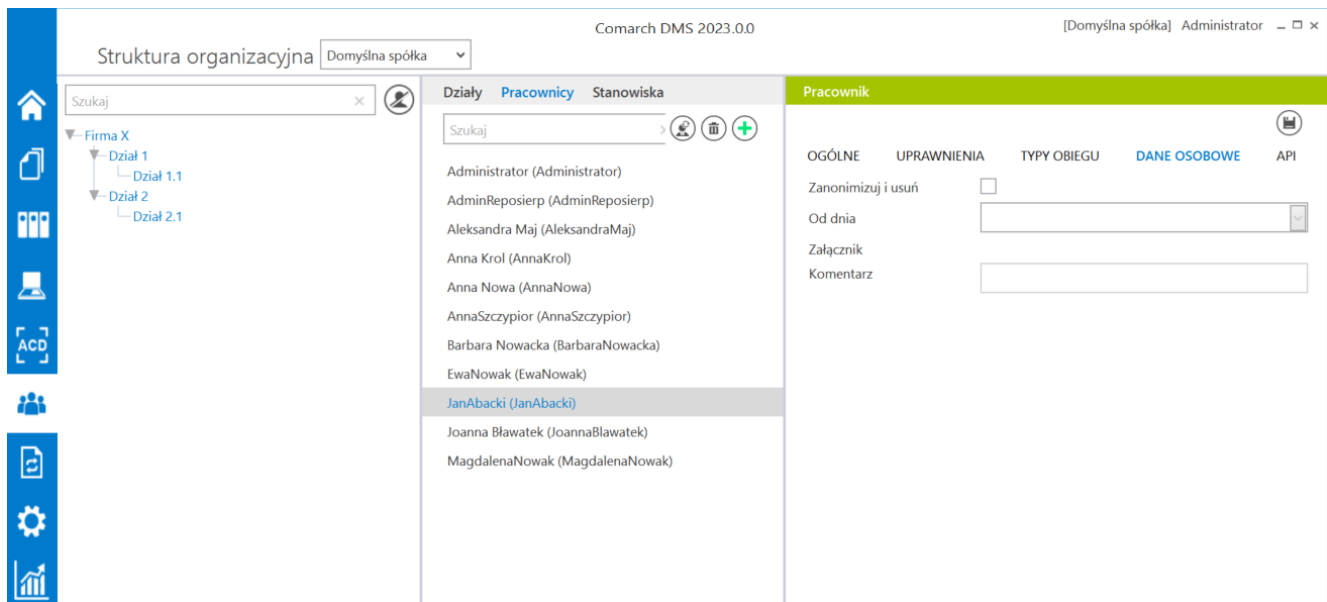 Comarch DMS 2023.0.0
[Domyślna spółka] Administrator
Struktura organizacyjna Domyślna spółka
Szukaj
Firma X
Dział 1
Dział 1.1
Dział 2
Dział 2.1
ACD
Działy Pracownicy Stanowiska
Szukaj
Administrator (Administrator)
AdminReposierp (AdminReposierp)
Aleksandra Maj (AleksandraMaj)
Anna Krol (AnnaKrol)
Anna Nowa (AnnaNowa)
AnnaSzczypior (AnnaSzczypior)
Barbara Nowacka (BarbaraNowacka)
EwaNowak (EwaNowak)
JanAbacki (JanAbacki)
Joanna Bławatek (JoannaBlawatek)
MagdalenaNowak (MagdalenaNowak)
Pracownik
OGÓLNE UPRAWNIENIA TYPY OBIEGU DANE OSOBOWE API
Zanonimizuj i usuń
Od dnia
Załącznik
Komentarz